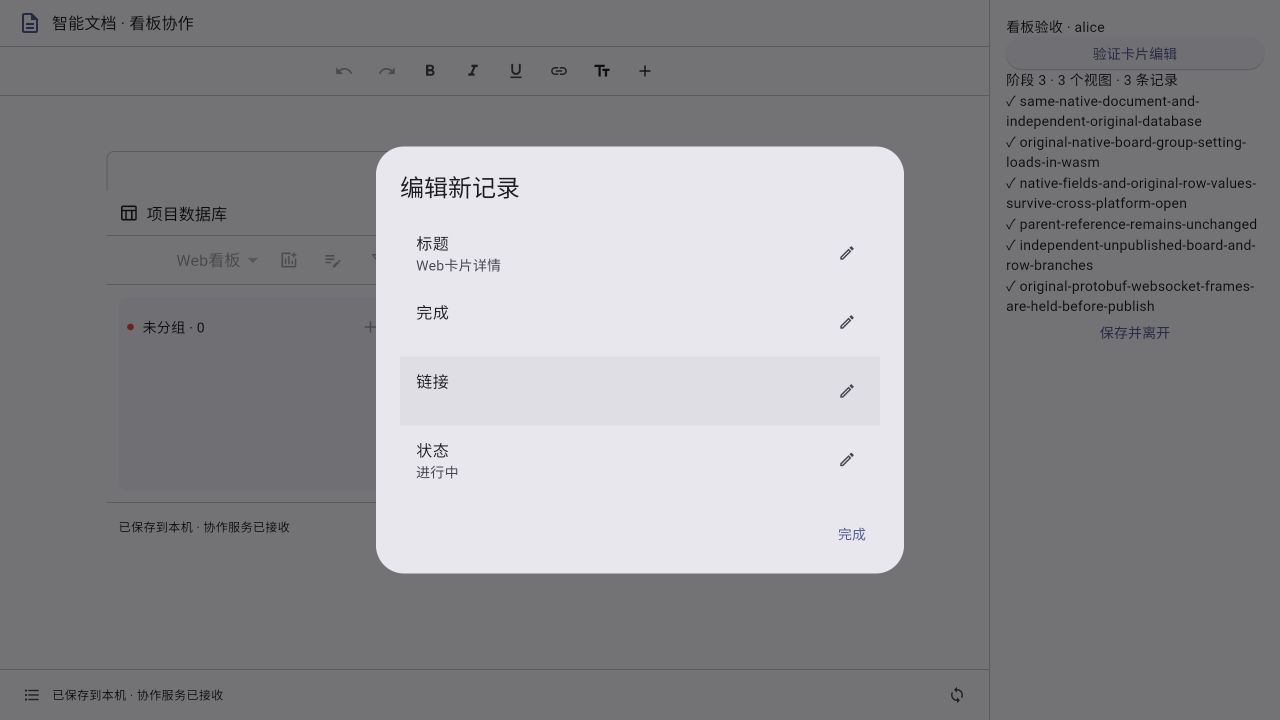 智能文档 · 看板协作
B I U Tт
项目数据库
Web看板
未分组 · 0
已保存到本机 · 协作服务已接收
编辑新记录
标题
Web卡片详情
完成
链接
状态
进行中
完成
看板验收 · alice
验证卡片编辑
阶段 3 · 3 个视图 · 3 条记录
✓ same-native-document-and-
independent-original-database
✓ original-native-board-group-setting-
loads-in-wasm
✓ native-fields-and-original-row-values-
survive-cross-platform-open
✓ parent-reference-remains-unchanged
✓ independent-unpublished-board-and-
row-branches
✓ original-protobuf-websocket-frames-
are-held-before-publish
保存并离开
已保存到本机 · 协作服务已接收